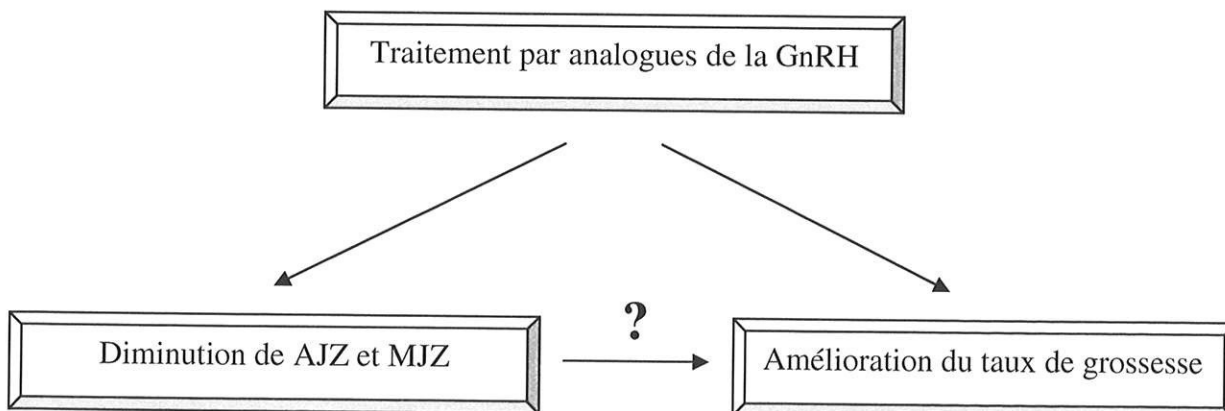 Traitement par analogues de la GnRH
?
Diminution de AJZ et MJZ
Amélioration du taux de grossesse